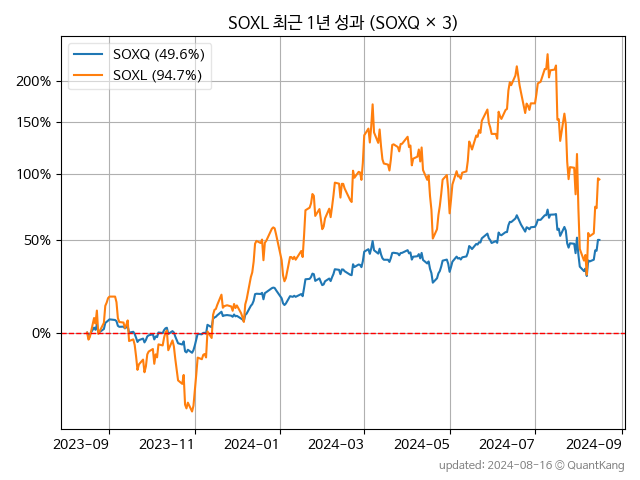 SOXL 최근 1년 성과 (SOXQ × 3)
SOXQ (49.6%)
SOXL (94.7%)
200%
150%
100%
50%
0%
2023-09 2023-11 2024-01 2024-03 2024-05 2024-07 2024-09
updated: 2024-08-16 © QuantKang